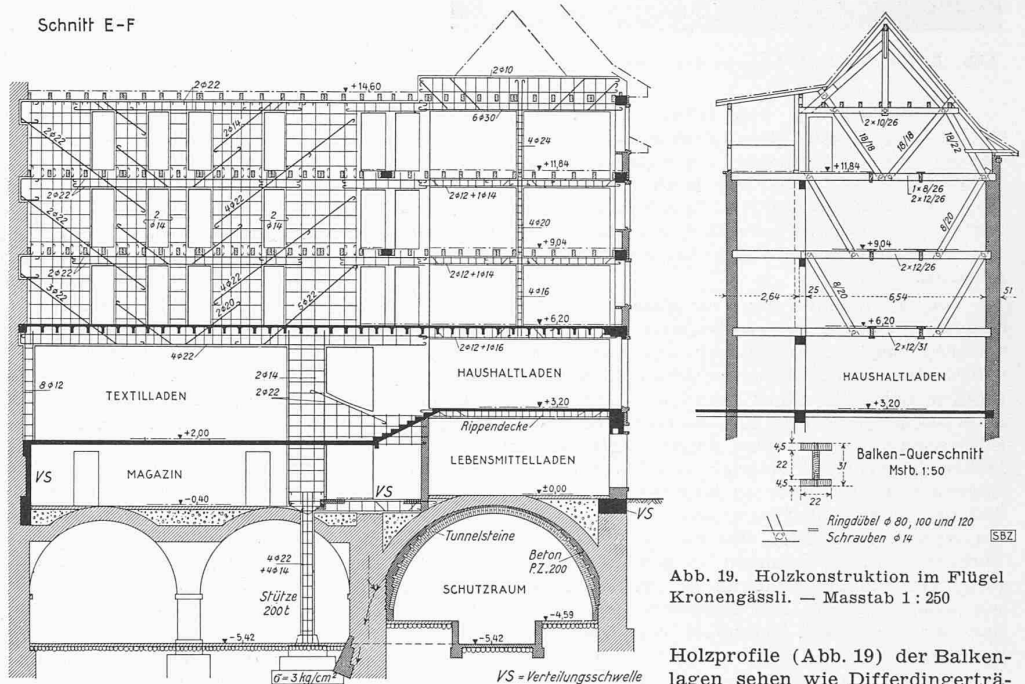 Schnitt E-F
2ϕ22
+14,60
2ϕ10
6ϕ30
4ϕ24
2ϕ22
2ϕ14
+11,84
2ϕ12+1ϕ14
2ϕ22
2ϕ22
2
ϕ14
4ϕ22
2
ϕ14
4ϕ20
+9,04
2ϕ12+1ϕ14
2ϕ22
3ϕ22
4ϕ22
2ϕ20
5ϕ22
4ϕ16
+6,20
4ϕ22
2ϕ12+1ϕ16
8ϕ12
TEXTILLADEN
2ϕ14
2ϕ22
HAUSHALTLADEN
+3,20
Rippendecke
+2,00
VS
MAGAZIN
VS
LEBENSMITTELLADEN
-0,40
±0,00
VS
Tunnelsteine
Beton
P.Z.200
4ϕ22
+4ϕ14
Stütze
200t
SCHUTZRAUM
-4,59
-5,42
-5,42
σ=3kg/cm²
VS = Verteilungsschwelle
2×10/26
18/18
18/18
18/22
+11,84
1×8/26
2×12/26
8/20
+9,04
2×12/26
2,64
25
8/20
6,54
51
+6,20
2×12/31
HAUSHALTLADEN
+3,20
4,5
22
4,5
31
22
Balken-Querschnitt
Mstb. 1:50
= Ringdübel ϕ 80, 100 und 120
Schrauben ϕ 14
SBZ
Abb. 19. Holzkonstruktion im Flügel
Kronengässli. — Masstab 1 : 250
Holzprofile (Abb. 19) der Balken-
lagen sehen wie Differdingerträ-